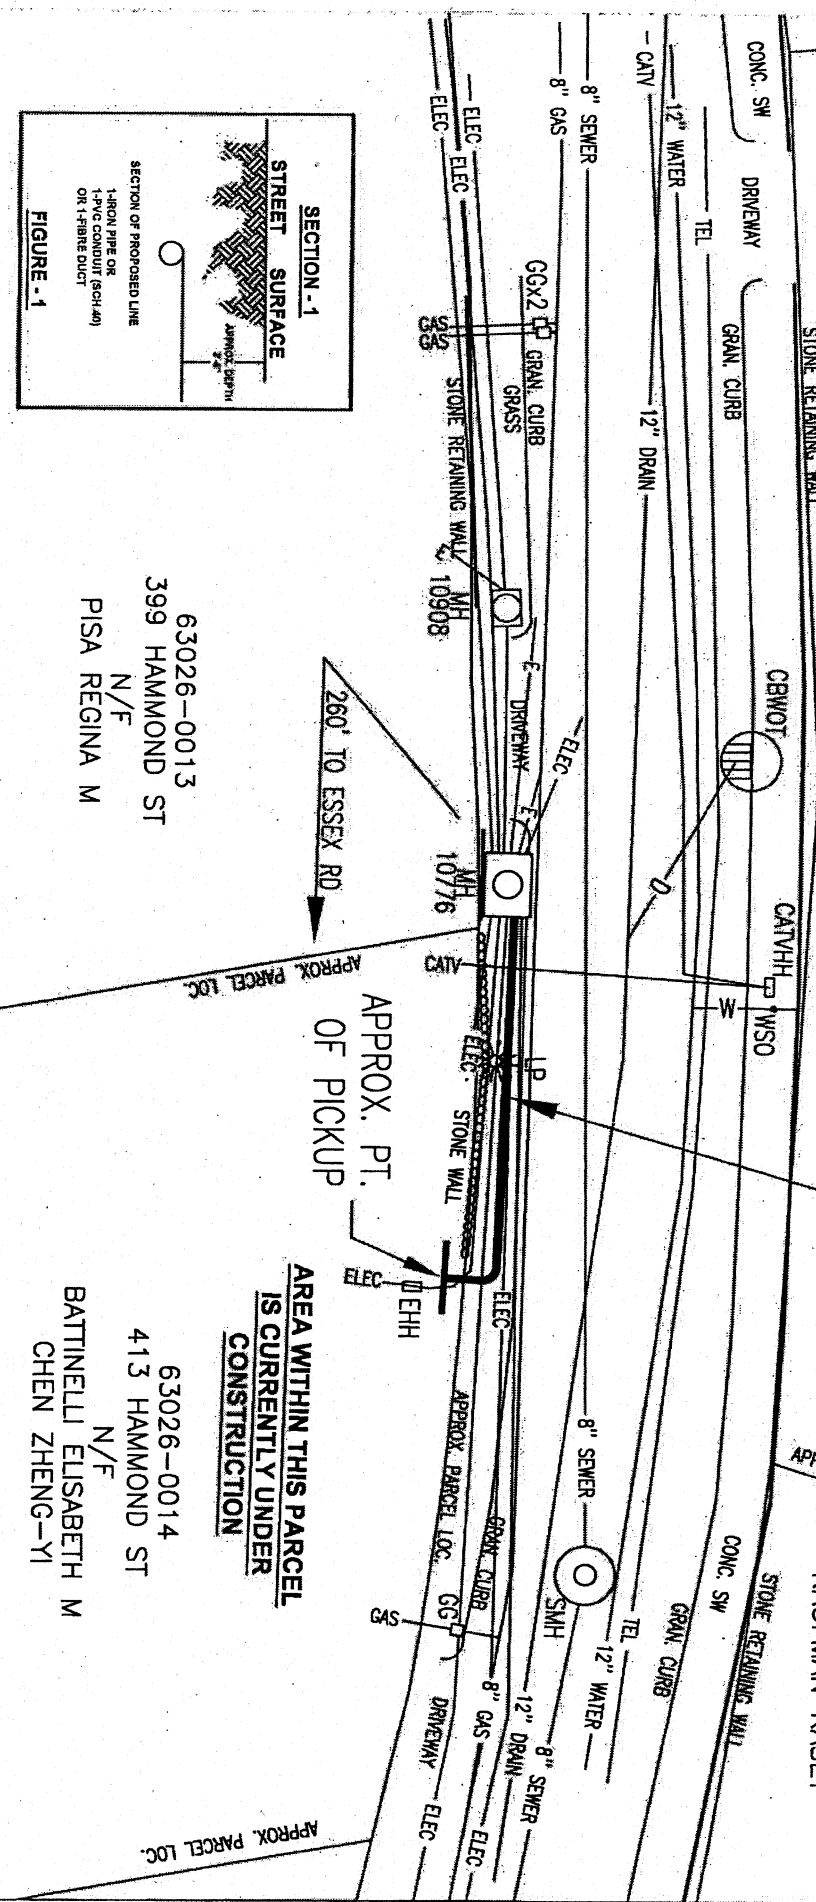 CONC. SW
DRIVEWAY
GRAN. CURB
STONE RETAINING WALL
CBWOT
CATVHH
WSO
W
D
CATV
12" WATER
TEL
12" DRAIN
8" SEWER
8" GAS
ELEC
ELEC
ELEC
GGx2
GAS
GAS
GRAN. CURB
GRASS
STONE RETAINING WALL
MH
10908
E
DRIVEWAY
E
ELEC
MH
10776
CATV
LP
ELEC
STONE WALL
ELEC
ELEC
EHH
APPROX. PT.
OF PICKUP
260' TO ESSEX RD
APPROX. PARCEL LOC.
APPROX. PARCEL LOC.
GRAN. CURB
GAS
GG
8" SEWER
SMH
TEL
12" WATER
GRAN. CURB
CONC. SW
STONE RETAINING WALL
8" GAS
12" DRAIN
8" SEWER
DRIVEWAY
ELEC
ELEC
APPROX. PARCEL LOC.
SECTION - 1
STREET SURFACE
APPROX. DEPTH
SECTION OF PROPOSED LINE
1-IRON PIPE OR
1-PVC CONDUIT (SCH.40)
OR 1-FIBRE DUCT
FIGURE - 1
63026-0013
399 HAMMOND ST
N/F
PISA REGINA M
AREA WITHIN THIS PARCEL
IS CURRENTLY UNDER
CONSTRUCTION
63026-0014
413 HAMMOND ST
N/F
BATTINELLI ELISABETH M
CHEN ZHENG-YI